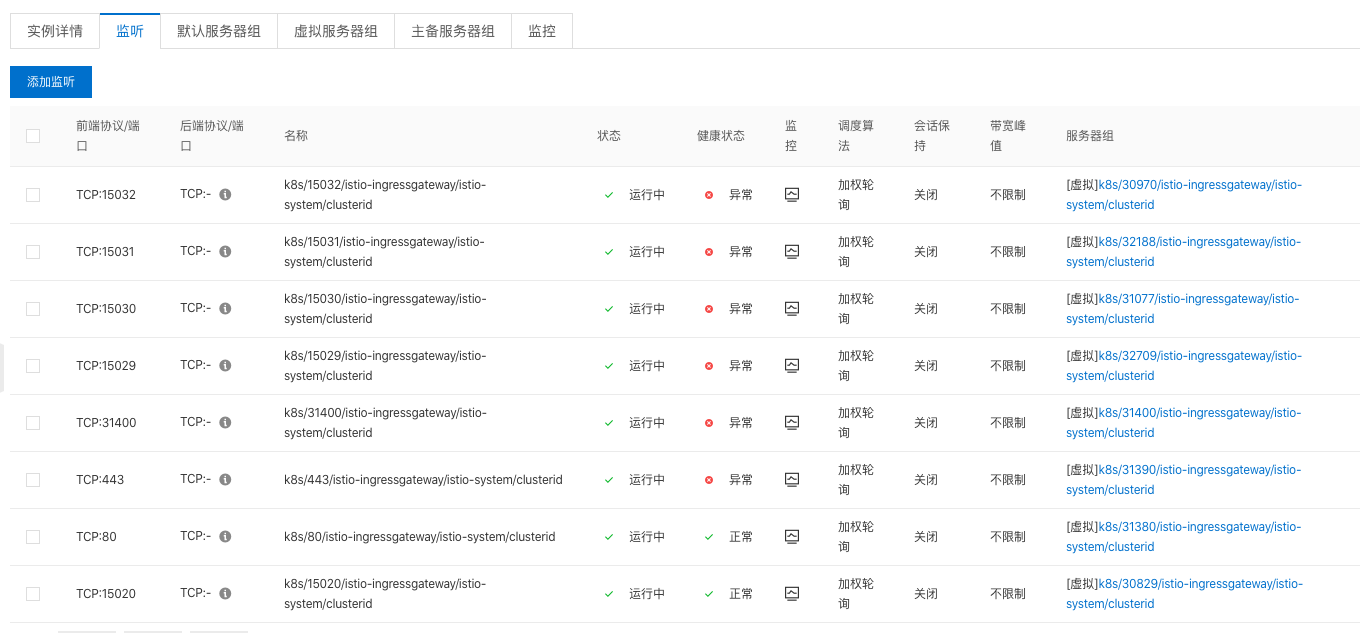 实例详情 监听 默认服务器组 虚拟服务器组 主备服务器组 监控
添加监听
前端协议/端口 后端协议/端口 名称 状态 健康状态 监控 调度算法 会话保持 带宽峰值 服务器组
TCP:15032 TCP:- k8s/15032/istio-ingressgateway/istio-system/clusterid 运行中 异常 加权轮询 关闭 不限制 [虚拟]k8s/30970/istio-ingressgateway/istio-system/clusterid
TCP:15031 TCP:- k8s/15031/istio-ingressgateway/istio-system/clusterid 运行中 异常 加权轮询 关闭 不限制 [虚拟]k8s/32188/istio-ingressgateway/istio-system/clusterid
TCP:15030 TCP:- k8s/15030/istio-ingressgateway/istio-system/clusterid 运行中 异常 加权轮询 关闭 不限制 [虚拟]k8s/31077/istio-ingressgateway/istio-system/clusterid
TCP:15029 TCP:- k8s/15029/istio-ingressgateway/istio-system/clusterid 运行中 异常 加权轮询 关闭 不限制 [虚拟]k8s/32709/istio-ingressgateway/istio-system/clusterid
TCP:31400 TCP:- k8s/31400/istio-ingressgateway/istio-system/clusterid 运行中 异常 加权轮询 关闭 不限制 [虚拟]k8s/31400/istio-ingressgateway/istio-system/clusterid
TCP:443 TCP:- k8s/443/istio-ingressgateway/istio-system/clusterid 运行中 异常 加权轮询 关闭 不限制 [虚拟]k8s/31390/istio-ingressgateway/istio-system/clusterid
TCP:80 TCP:- k8s/80/istio-ingressgateway/istio-system/clusterid 运行中 正常 加权轮询 关闭 不限制 [虚拟]k8s/31380/istio-ingressgateway/istio-system/clusterid
TCP:15020 TCP:- k8s/15020/istio-ingressgateway/istio-system/clusterid 运行中 正常 加权轮询 关闭 不限制 [虚拟]k8s/30829/istio-ingressgateway/istio-system/clusterid